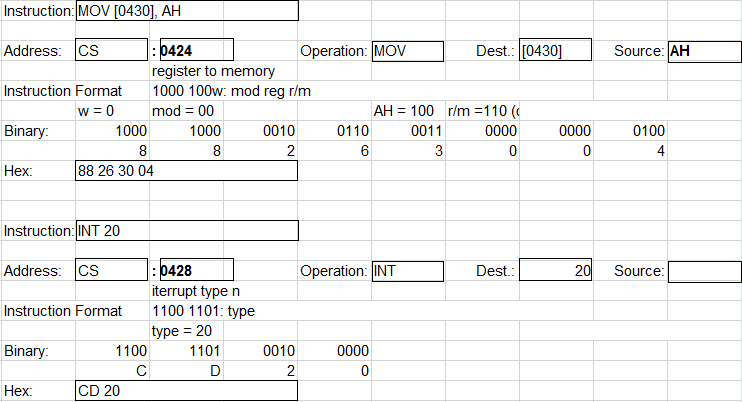 Instruction: MOV [0430], AH
Address: CS : 0424 Operation: MOV Dest.: [0430] Source: AH
register to memory
Instruction Format 1000 100w: mod reg r/m
w = 0 mod = 00 AH = 100 r/m =110 (
Binary: 1000 1000 0010 0110 0011 0000 0000 0100
8 8 2 6 3 0 0 4
Hex: 88 26 30 04
Instruction: INT 20
Address: CS : 0428 Operation: INT Dest.: 20 Source:
iterrupt type n
Instruction Format 1100 1101: type
type = 20
Binary: 1100 1101 0010 0000
C D 2 0
Hex: CD 20